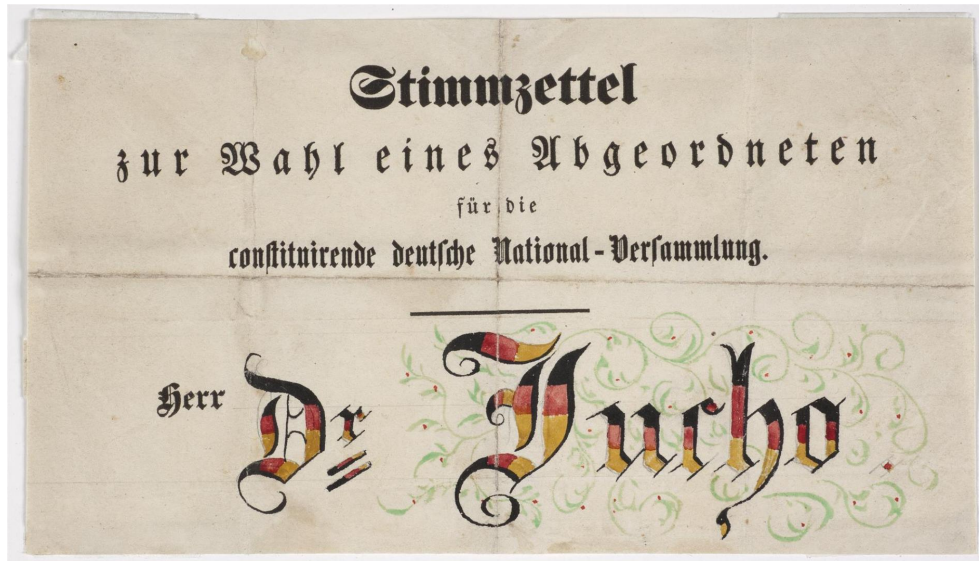 Stimmzettel
zur Wahl eines Abgeordneten
für die
constituirende deutsche National-Versammlung.
Herr Dr Jucho